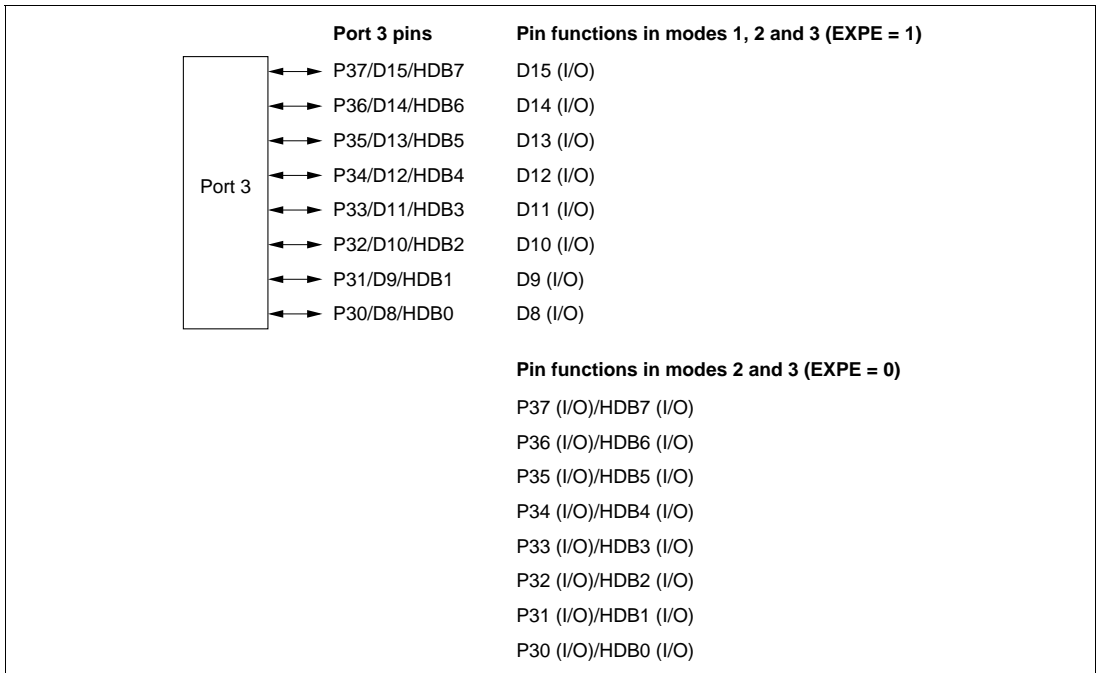 Port 3 pins Pin functions in modes 1, 2 and 3 (EXPE = 1)
P37/D15/HDB7 D15 (I/O)
P36/D14/HDB6 D14 (I/O)
P35/D13/HDB5 D13 (I/O)
P34/D12/HDB4 D12 (I/O)
Port 3
P33/D11/HDB3 D11 (I/O)
P32/D10/HDB2 D10 (I/O)
P31/D9/HDB1 D9 (I/O)
P30/D8/HDB0 D8 (I/O)
Pin functions in modes 2 and 3 (EXPE = 0)
P37 (I/O)/HDB7 (I/O)
P36 (I/O)/HDB6 (I/O)
P35 (I/O)/HDB5 (I/O)
P34 (I/O)/HDB4 (I/O)
P33 (I/O)/HDB3 (I/O)
P32 (I/O)/HDB2 (I/O)
P31 (I/O)/HDB1 (I/O)
P30 (I/O)/HDB0 (I/O)